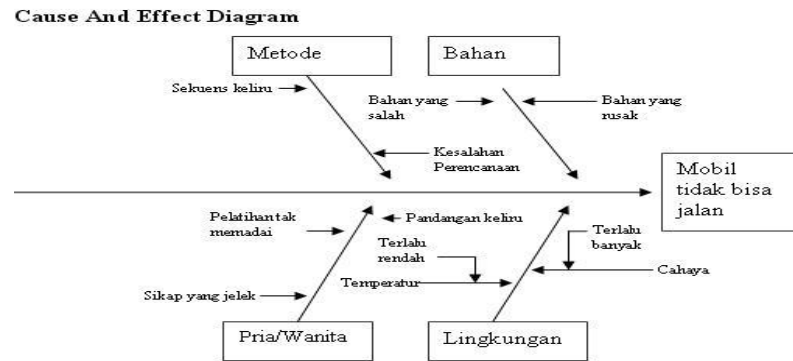 Cause And Effect Diagram
Metode
Bahan
Sekuens keliru
Bahan yang
salah
Bahan yang
rusak
Kesalahan
Perencanaan
Mobil
tidak bisa
jalan
Pelatihan tak
memadai
Pandangan keliru
Terlalu
rendah
Terlalu
banyak
Temperatur
Cahaya
Sikap yang jelek
Pria/Wanita
Lingkungan